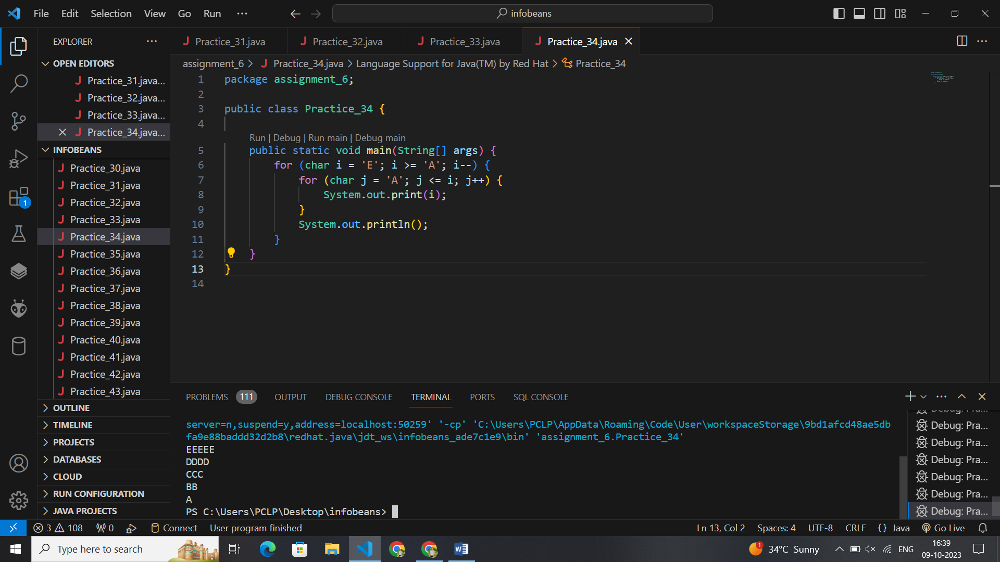 File Edit Selection View Go Run ··· infobeans
EXPLORER ···
OPEN EDITORS
Practice_31.java...
Practice_32.java...
Practice_33.java...
Practice_34.java...
INFOBEANS
Practice_30.java
Practice_31.java
Practice_32.java
Practice_33.java
Practice_34.java
Practice_35.java
Practice_36.java
Practice_37.java
Practice_38.java
Practice_39.java
Practice_40.java
Practice_41.java
Practice_42.java
Practice_43.java
OUTLINE
TIMELINE
PROJECTS
DATABASES
CLOUD
RUN CONFIGURATION
JAVA PROJECTS
1
Practice_31.java Practice_32.java Practice_33.java Practice_34.java
assignment_6 > Practice_34.java > Language Support for Java(TM) by Red Hat > Practice_34
1 package assignment_6;
2
3 public class Practice_34 {
4
Run | Debug | Run main | Debug main
5 public static void main(String[] args) {
6 for (char i = 'E'; i >= 'A'; i--) {
7 for (char j = 'A'; j <= i; j++) {
8 System.out.print(i);
9 }
10 System.out.println();
11 }
12 }
13 }
14
PROBLEMS 111 OUTPUT DEBUG CONSOLE TERMINAL PORTS SQL CONSOLE
server=n,suspend=y,address=localhost:50259' '-cp' 'C:\Users\PCLP\AppData\Roaming\Code\User\workspaceStorage\9bd1afcd48ae5db
fa9e88baddd32d2b8\redhat.java\jdt_ws\infobeans_ade7c1e9\bin' 'assignment_6.Practice_34'
EEEEE
DDDD
CCC
BB
A
PS C:\Users\PCLP\Desktop\infobeans>
Debug: Pra...
Debug: Pra...
Debug: Pra...
Debug: Pra...
Debug: Pra...
Debug: Pra...
3 108 0 Connect User program finished Ln 13, Col 2 Spaces: 4 UTF-8 CRLF {} Java Go Live
Type here to search 1 34°C Sunny ENG 16:39
09-10-2023